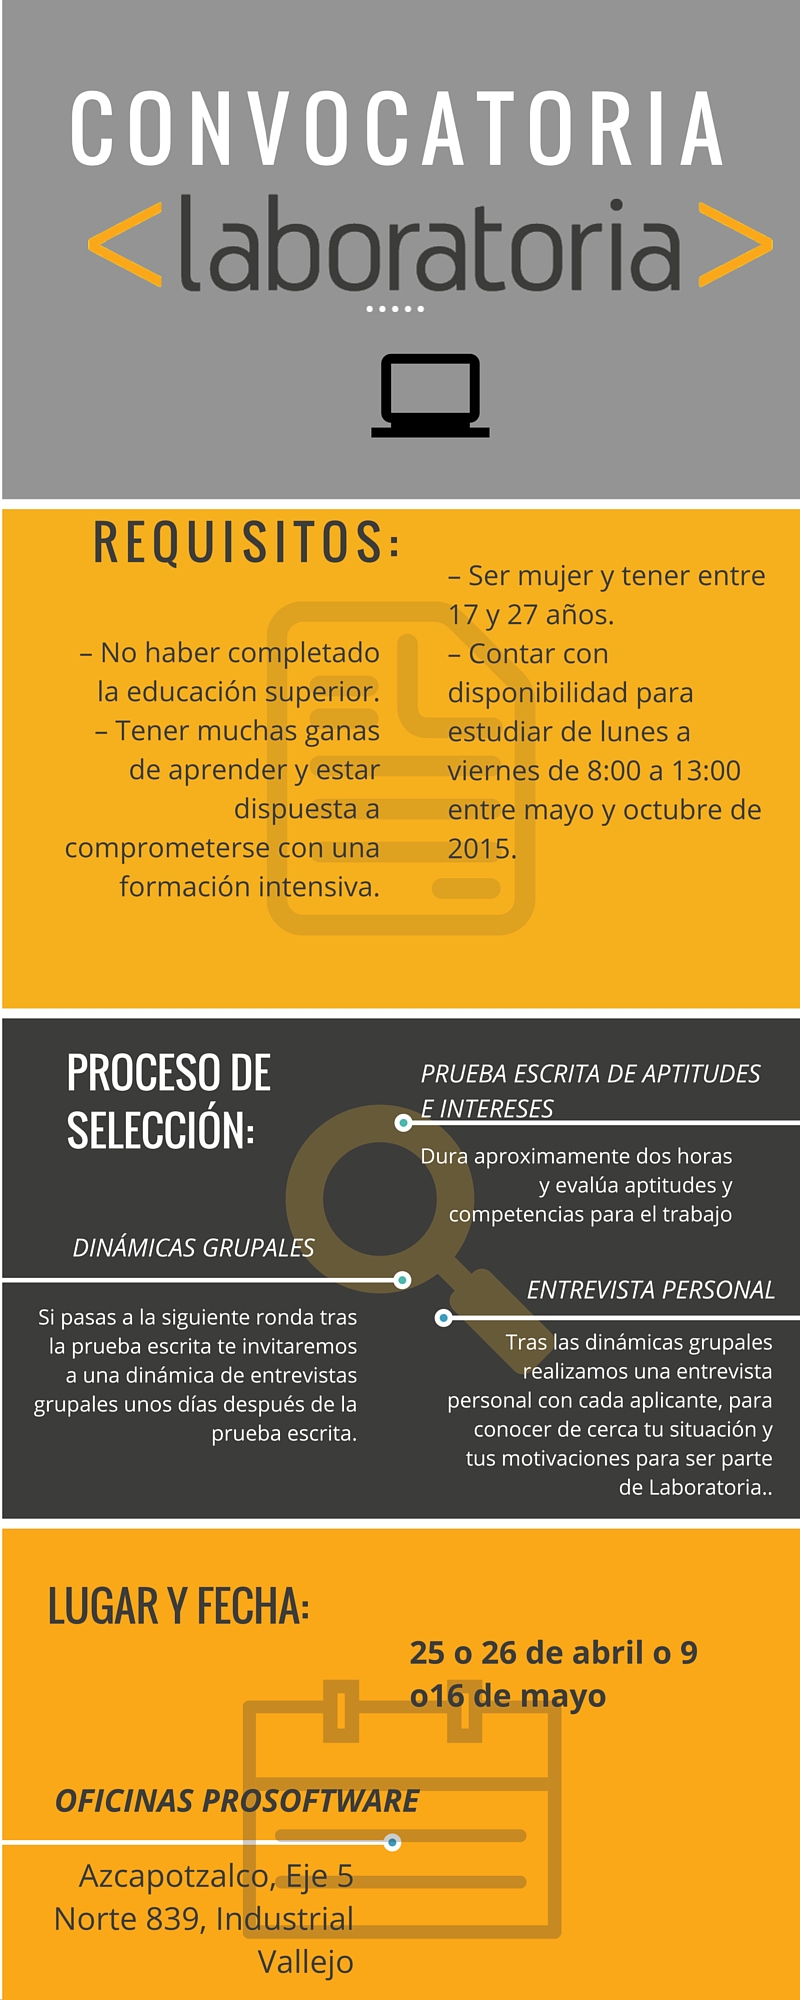 CONVOCATORIA
<laboratoria>
REQUISITOS:
– No haber completado
la educación superior.
– Tener muchas ganas
de aprender y estar
dispuesta a
comprometerse con una
formación intensiva.
– Ser mujer y tener entre
17 y 27 años.
– Contar con
disponibilidad para
estudiar de lunes a
viernes de 8:00 a 13:00
entre mayo y octubre de
2015.
PROCESO DE
SELECCIÓN:
PRUEBA ESCRITA DE APTITUDES
E INTERESES
Dura aproximamente dos horas
y evalúa aptitudes y
competencias para el trabajo
DINÁMICAS GRUPALES
Si pasas a la siguiente ronda tras
la prueba escrita te invitaremos
a una dinámica de entrevistas
grupales unos días después de la
prueba escrita.
ENTREVISTA PERSONAL
Tras las dinámicas grupales
realizamos una entrevista
personal con cada aplicante, para
conocer de cerca tu situación y
tus motivaciones para ser parte
de Laboratoria..
LUGAR Y FECHA:
25 o 26 de abril o 9
o16 de mayo
OFICINAS PROSOFTWARE
Azcapotzalco, Eje 5
Norte 839, Industrial
Vallejo